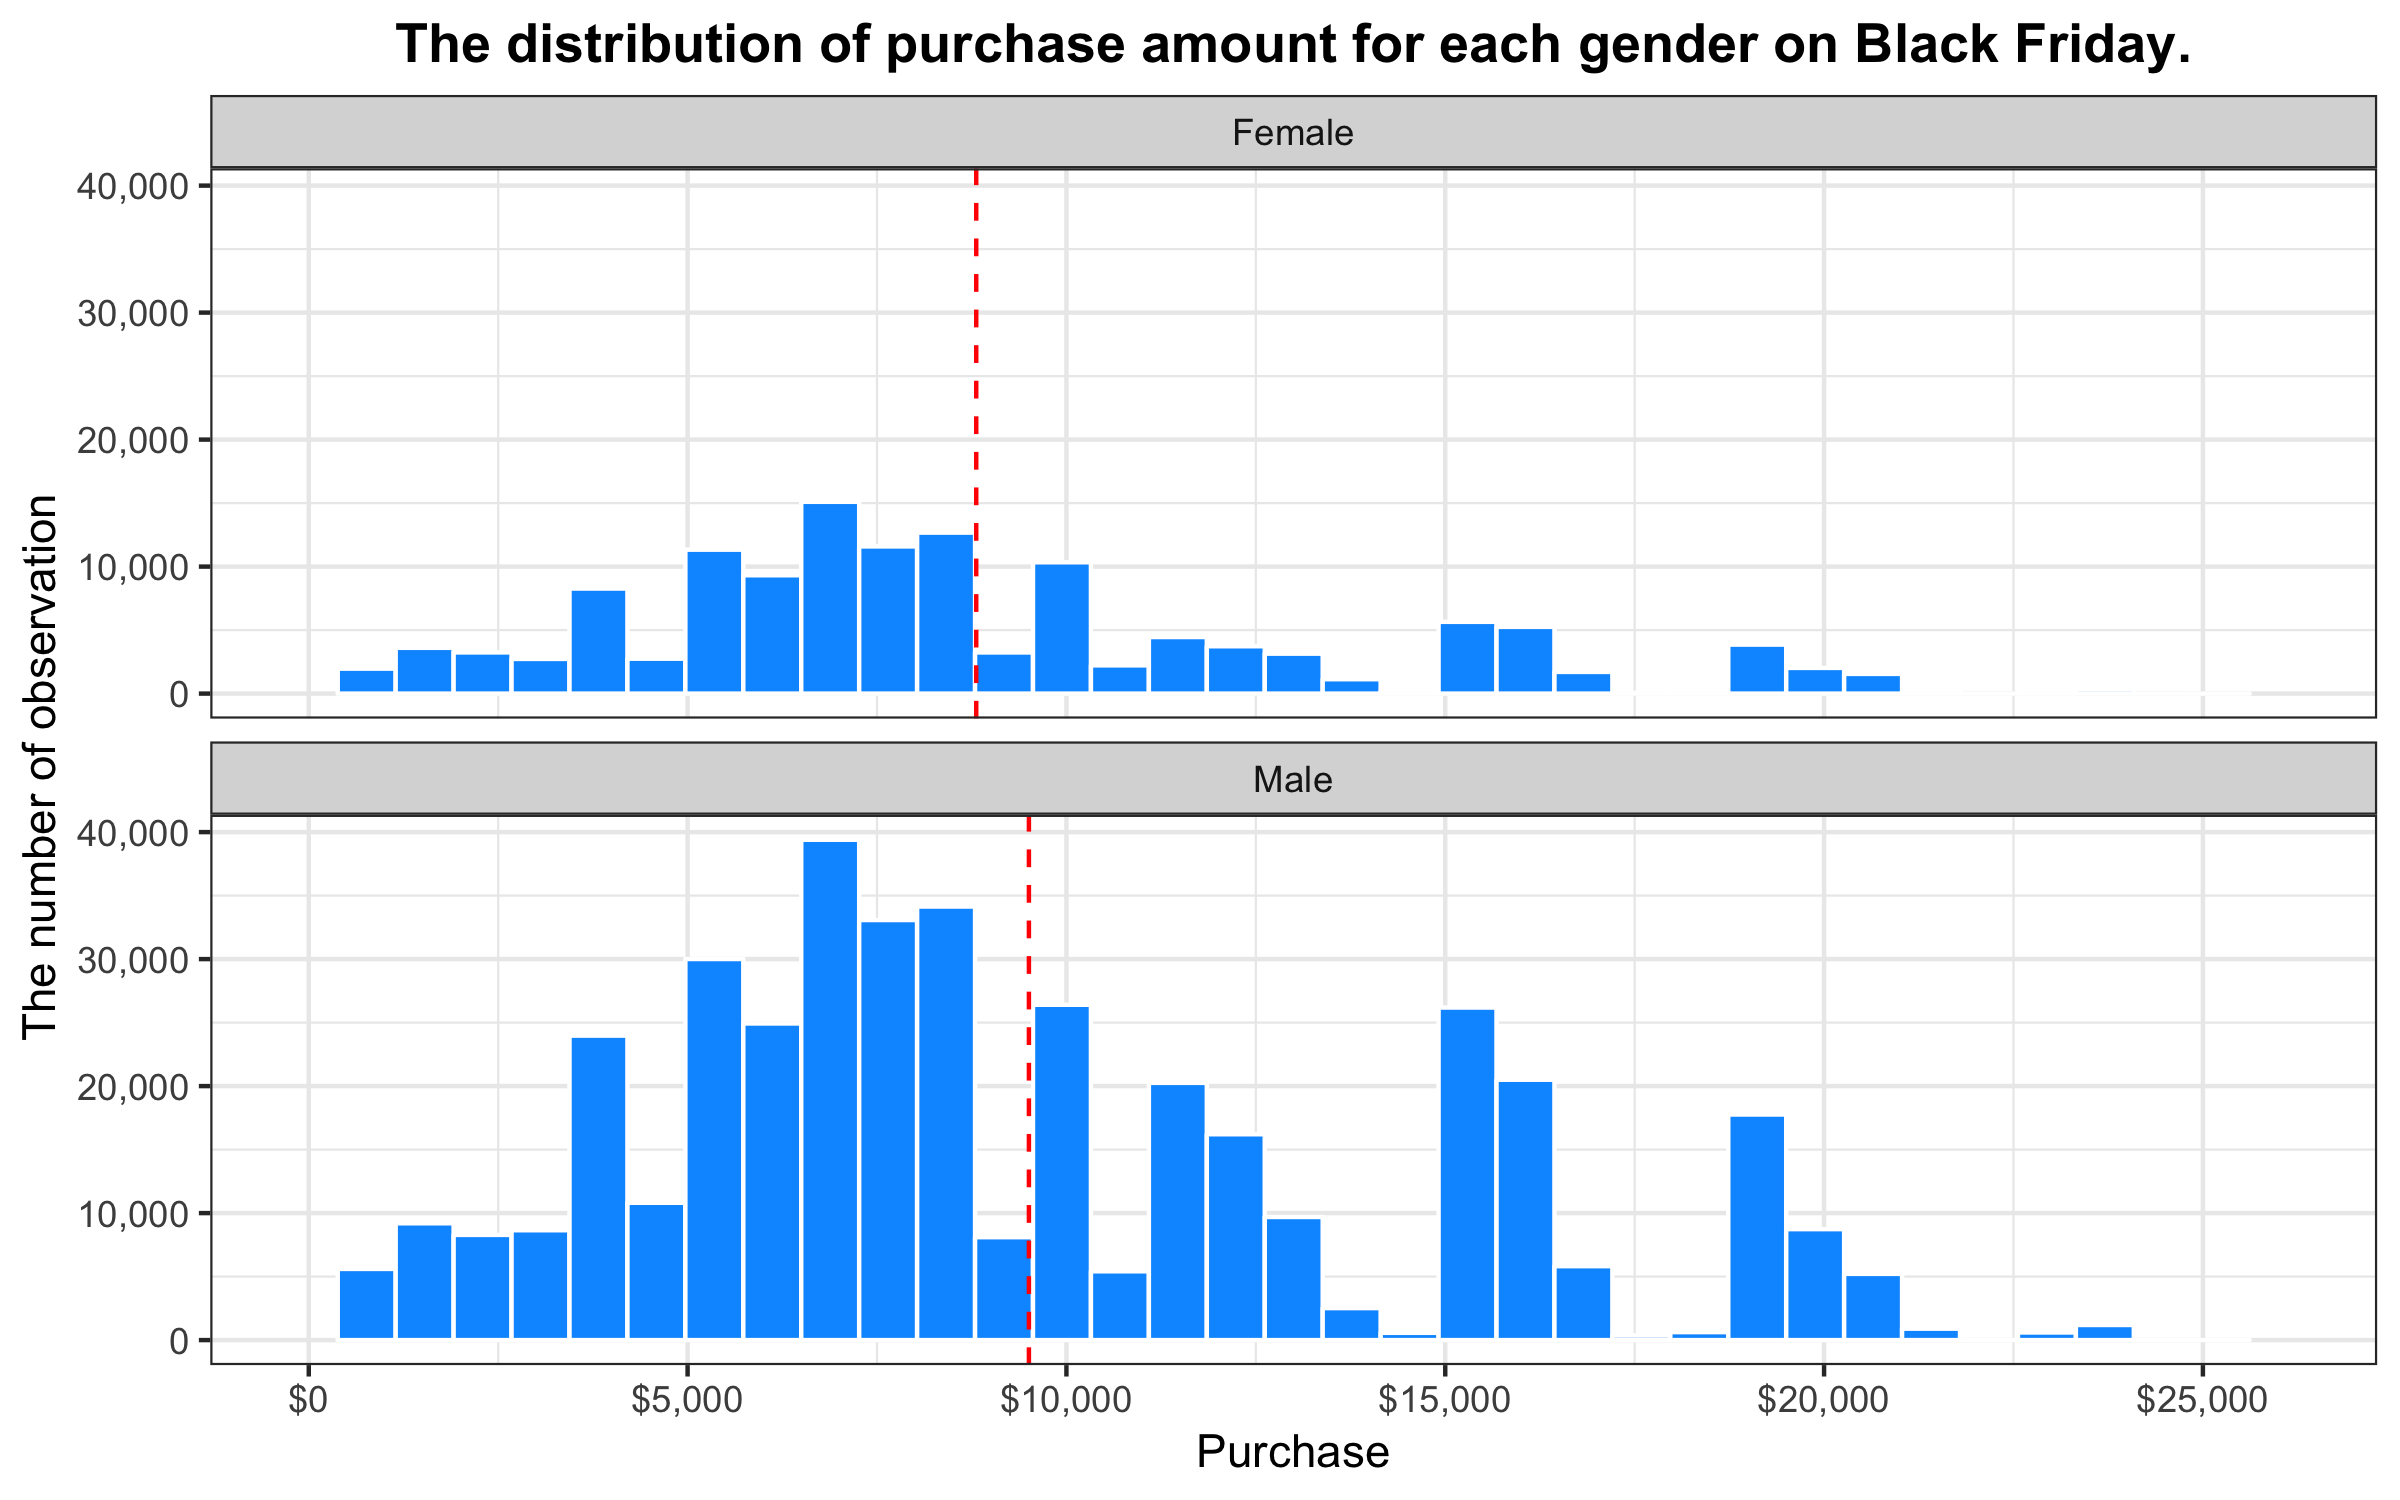 The distribution of purchase amount for each gender on Black Friday.
Female
40,000
30,000
20,000
10,000
0
The number of observation
Male
40,000
30,000
20,000
10,000
0
$0 $5,000 $10,000 $15,000 $20,000 $25,000
Purchase